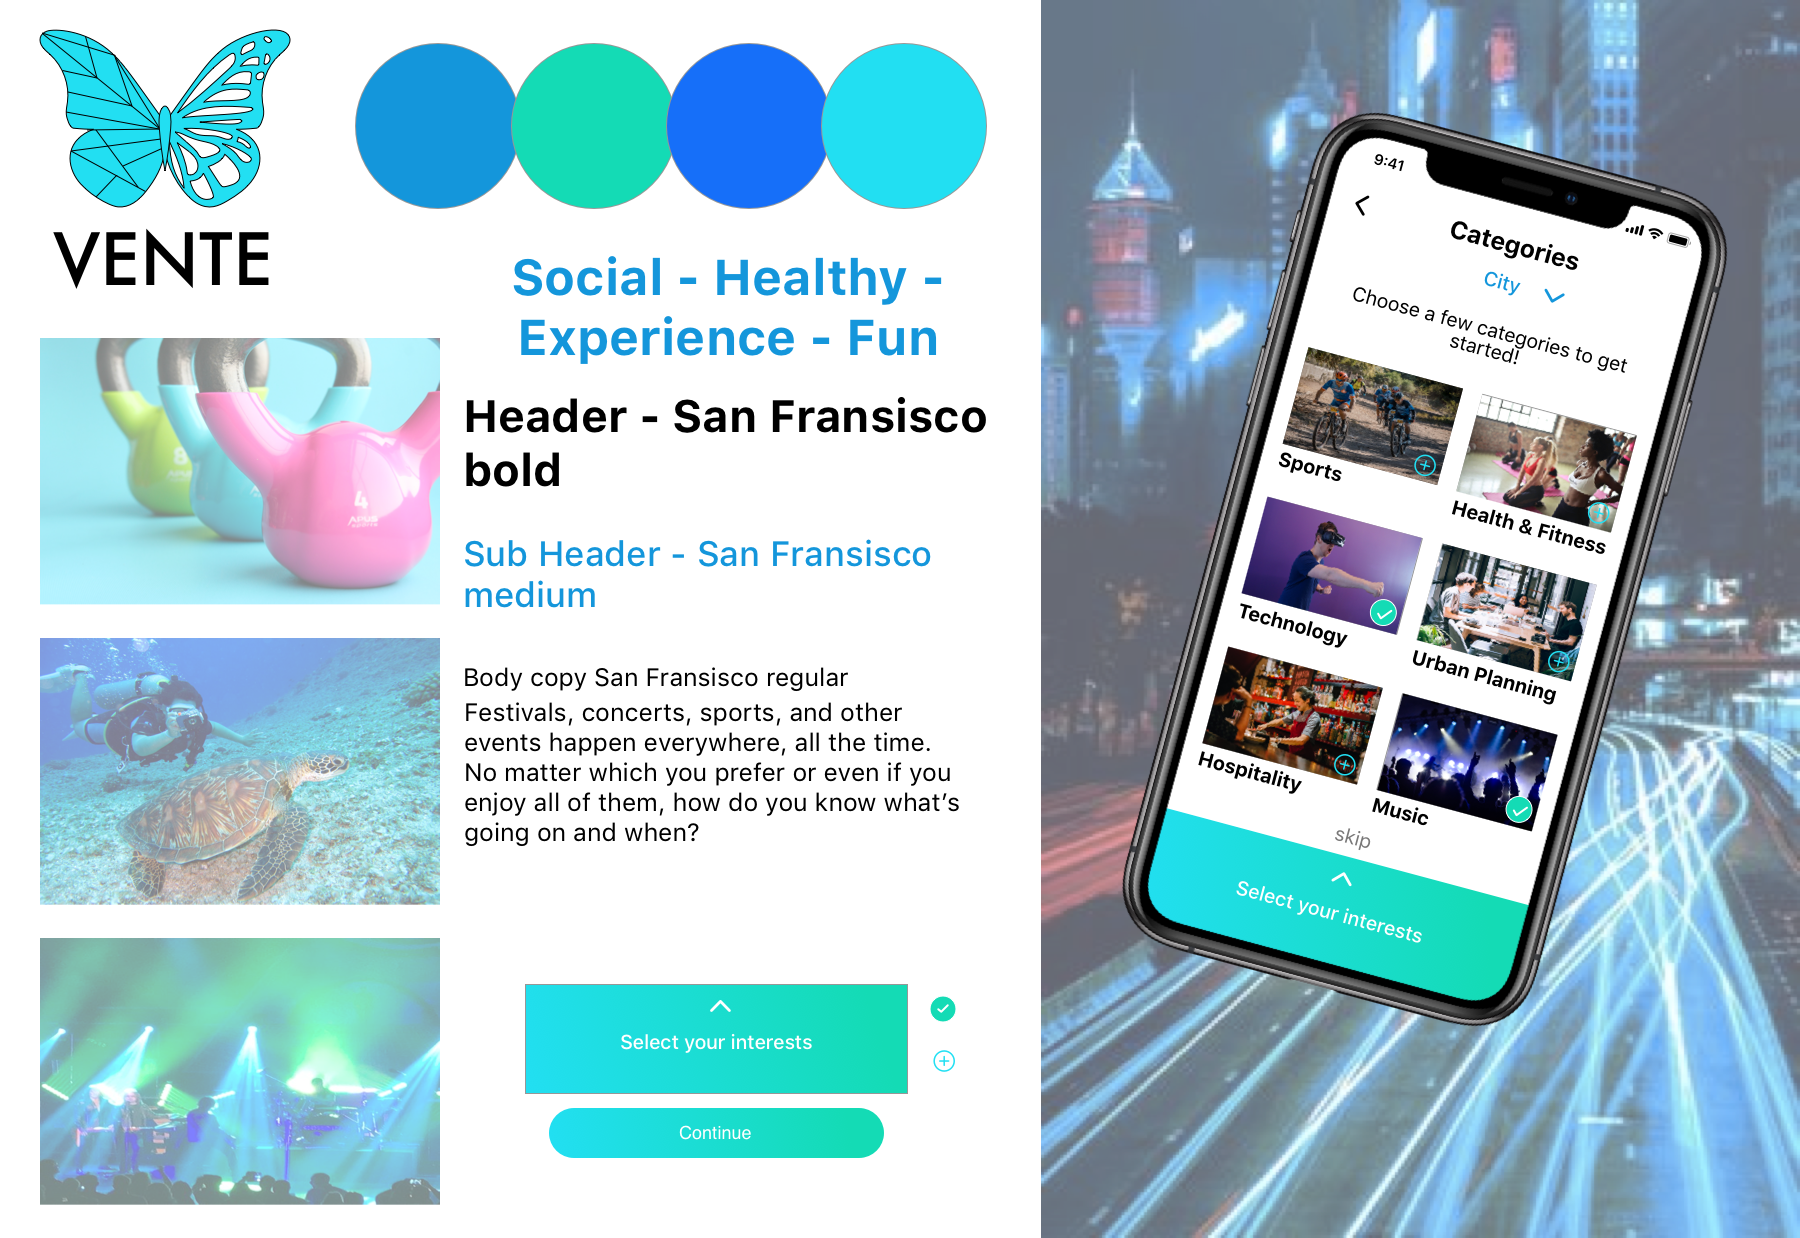 VENTE
Social - Healthy -
Experience - Fun
Header - San Fransisco
bold
Sub Header - San Fransisco
medium
Body copy San Fransisco regular
Festivals, concerts, sports, and other
events happen everywhere, all the time.
No matter which you prefer or even if you
enjoy all of them, how do you know what’s
going on and when?
Select your interests
Continue
8
4
9:41
Categories
City
Choose a few categories to get
started!
Sports
Health & Fitness
Technology
Urban Planning
Hospitality
Music
skip
Select your interests